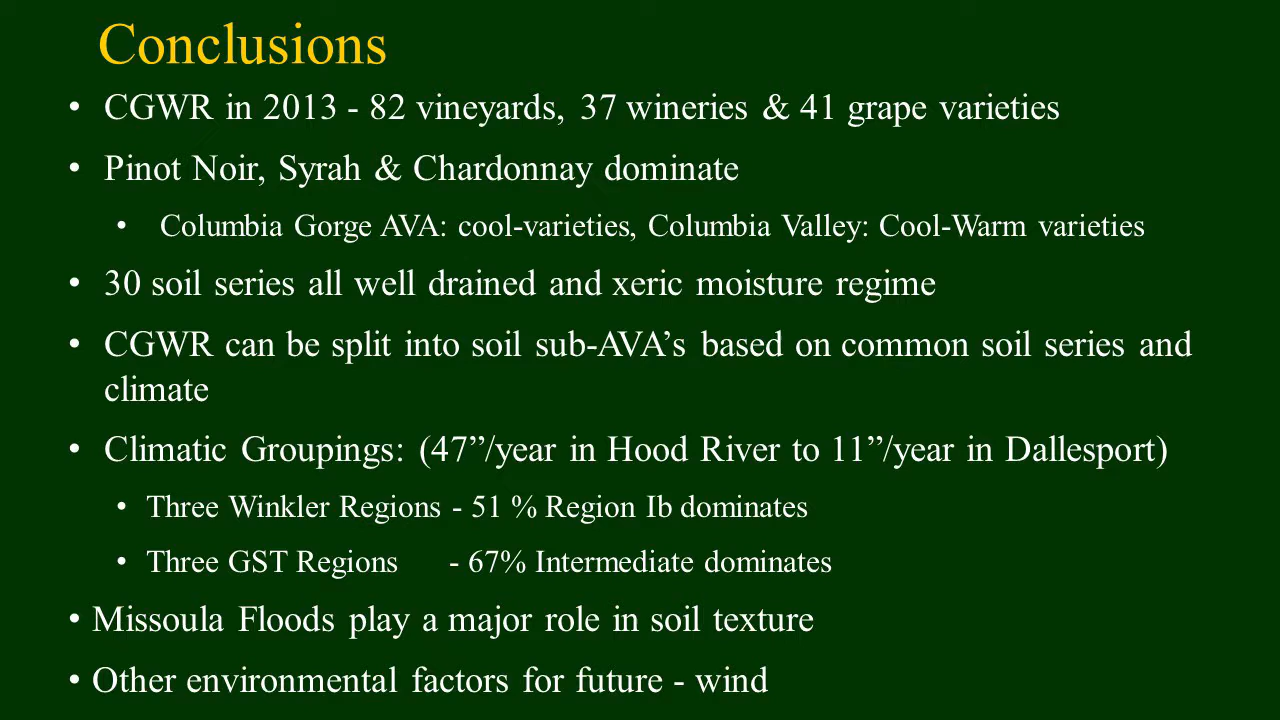 Conclusions
• CGWR in 2013 - 82 vineyards, 37 wineries & 41 grape varieties
• Pinot Noir, Syrah & Chardonnay dominate
• Columbia Gorge AVA: cool-varieties, Columbia Valley: Cool-Warm varieties
• 30 soil series all well drained and xeric moisture regime
• CGWR can be split into soil sub-AVA’s based on common soil series and
climate
• Climatic Groupings: (47”/year in Hood River to 11”/year in Dallesport)
• Three Winkler Regions - 51 % Region Ib dominates
• Three GST Regions - 67% Intermediate dominates
• Missoula Floods play a major role in soil texture
• Other environmental factors for future - wind